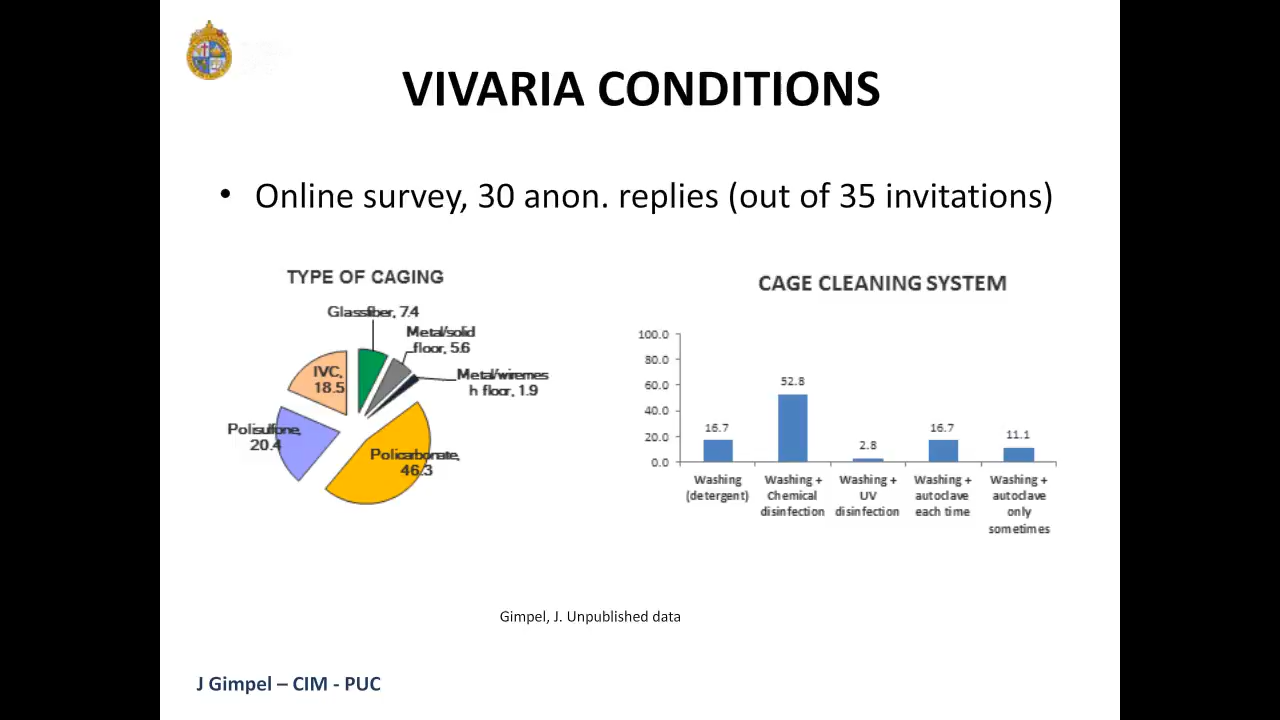 VIVARIA CONDITIONS
• Online survey, 30 anon. replies (out of 35 invitations)
TYPE OF CAGING
Glassfiber, 7.4
Metal/solid
floor, 5.6
Metal/wiremes
h floor, 1.9
IVC,
18.5
Polisulfone,
20.4
Policarbonate,
46.3
CAGE CLEANING SYSTEM
100.0
80.0
60.0
40.0
20.0
0.0
16.7
52.8
2.8
16.7
11.1
Washing
(detergent)
Washing +
Chemical
disinfection
Washing +
UV
disinfection
Washing +
autoclave
each time
Washing +
autoclave
only
sometimes
Gimpel, J. Unpublished data
J Gimpel – CIM - PUC